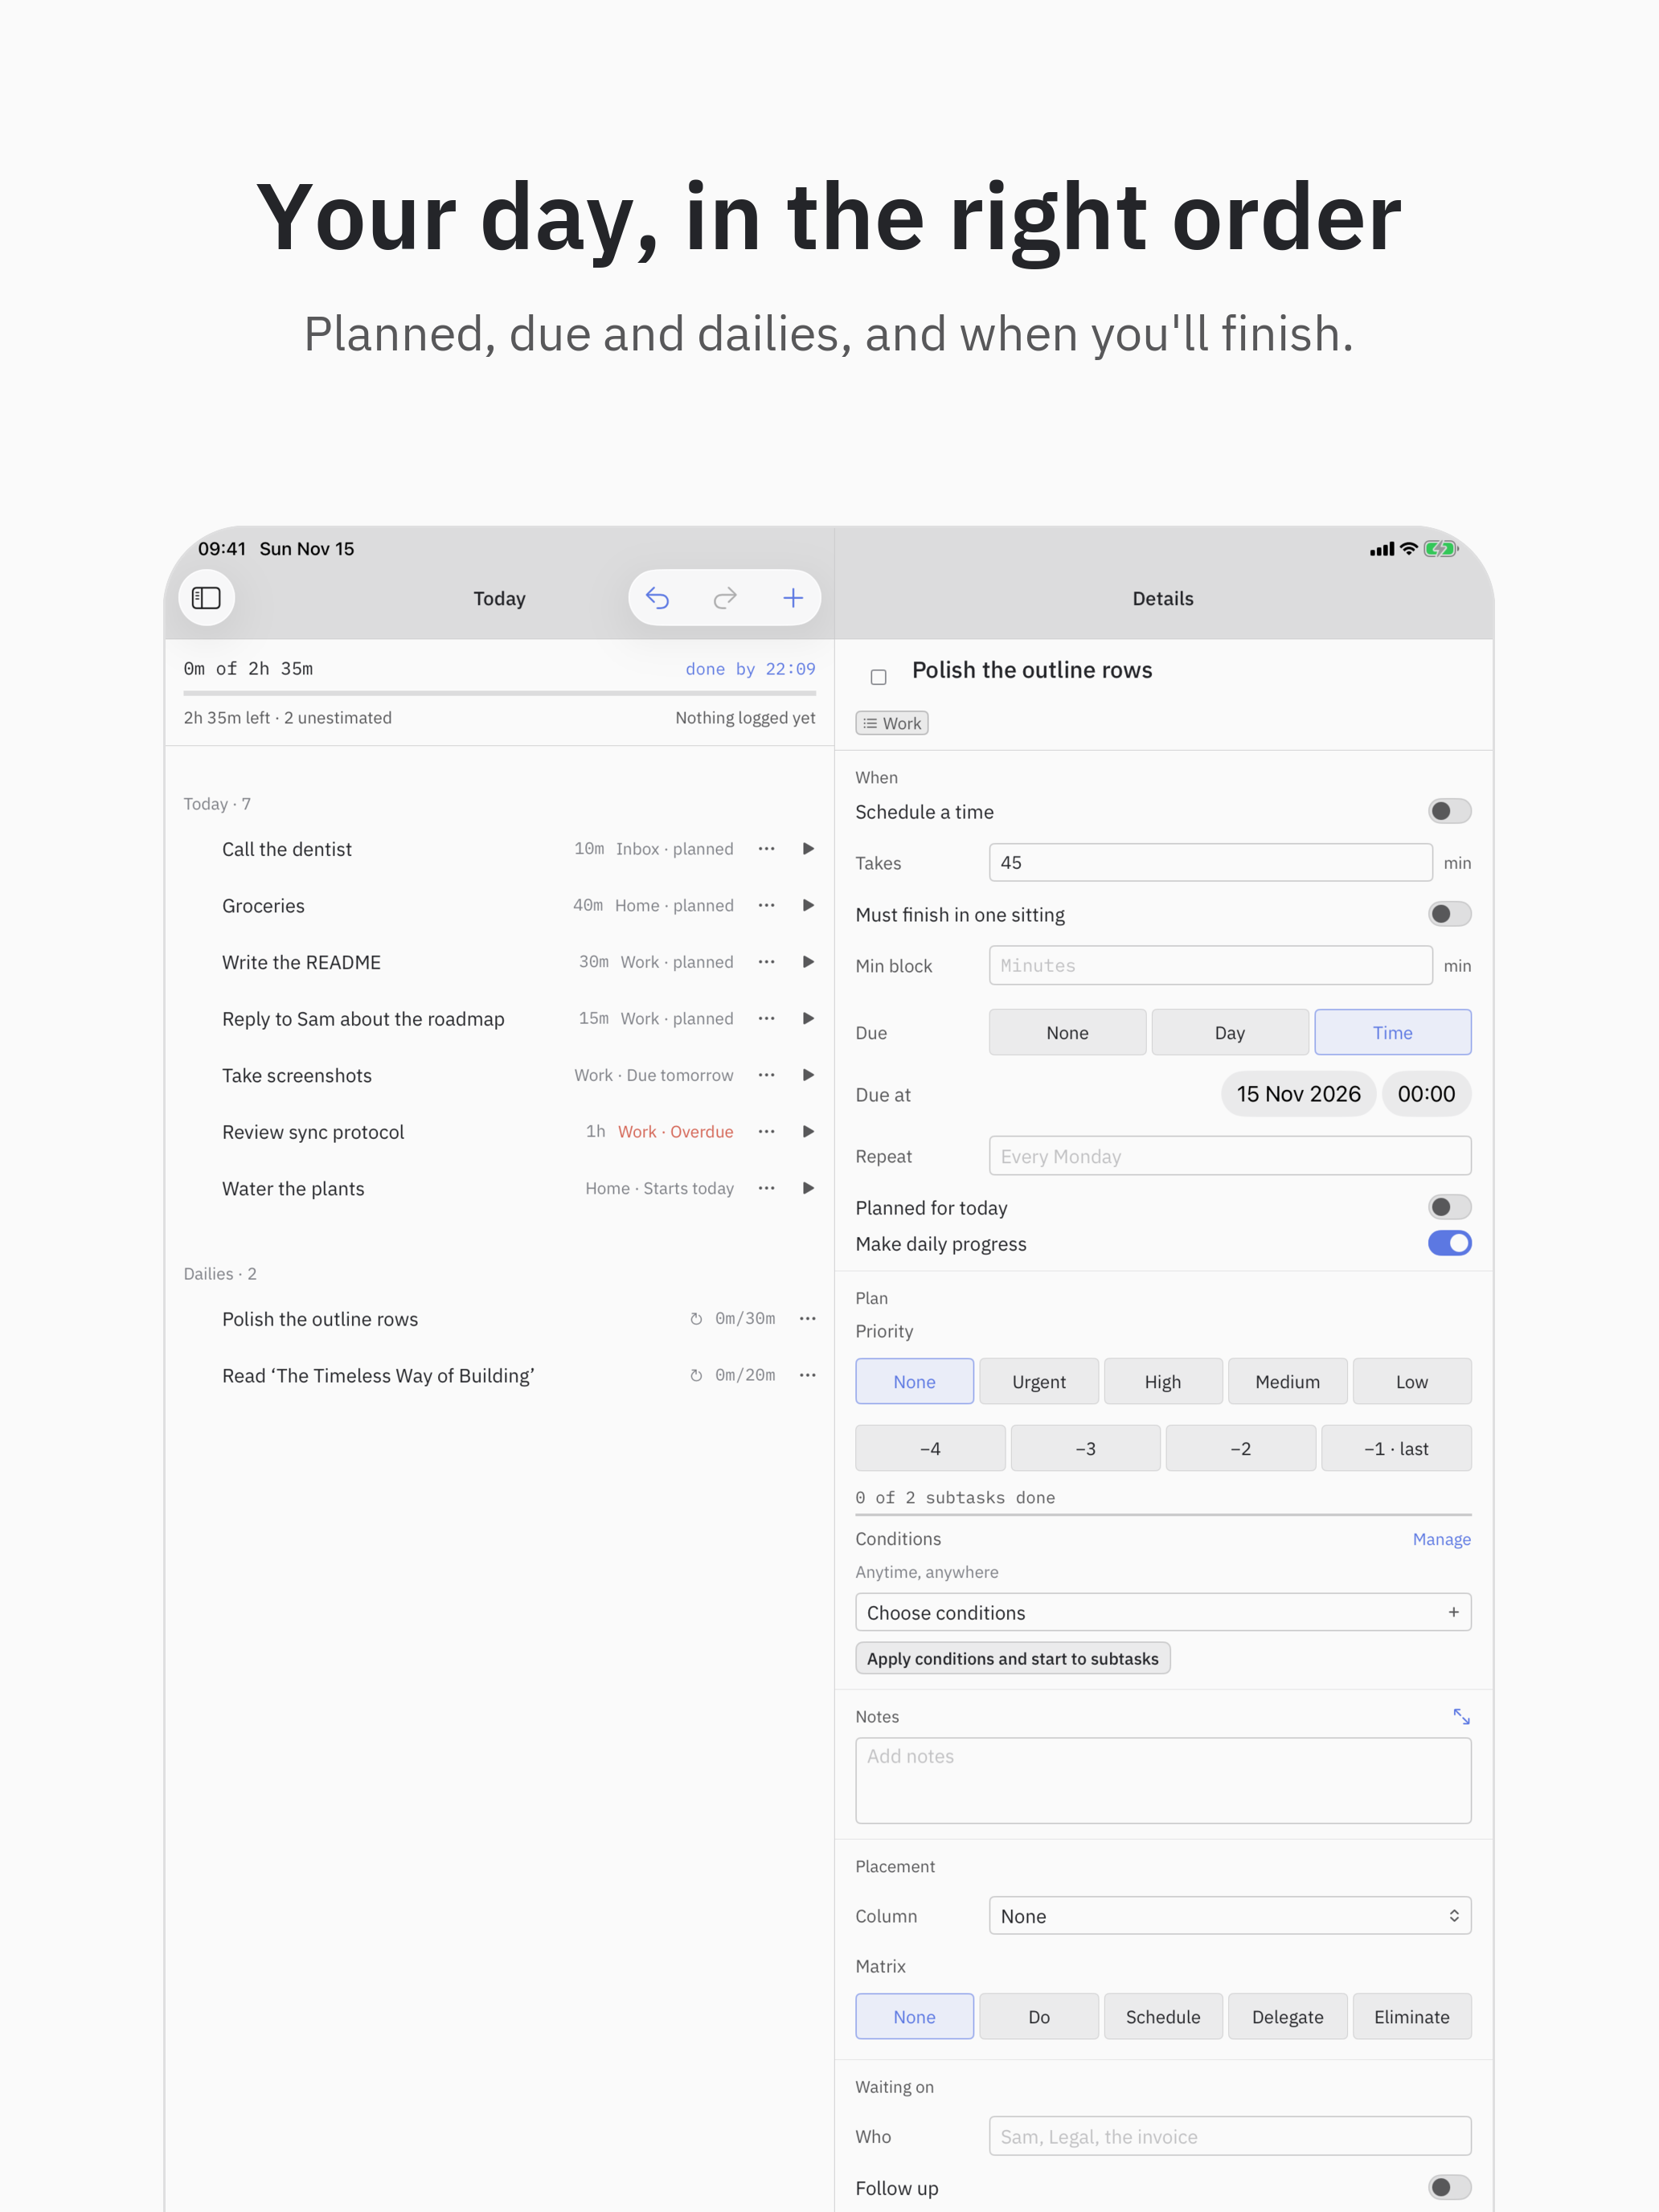 Your day, in the right order
Planned, due and dailies, and when you'll finish.
09:41 Sun Nov 15
Today
Details
0m of 2h 35m
done by 22:09
2h 35m left · 2 unestimated
Nothing logged yet
Today · 7
Call the dentist 10m Inbox · planned
Groceries 40m Home · planned
Write the README 30m Work · planned
Reply to Sam about the roadmap 15m Work · planned
Take screenshots Work · Due tomorrow
Review sync protocol 1h Work · Overdue
Water the plants Home · Starts today
Dailies · 2
Polish the outline rows 0m/30m
Read ‘The Timeless Way of Building’ 0m/20m
Polish the outline rows
Work
When
Schedule a time
Takes 45 min
Must finish in one sitting
Min block Minutes min
Due None Day Time
Due at 15 Nov 2026 00:00
Repeat Every Monday
Planned for today
Make daily progress
Plan
Priority
None Urgent High Medium Low
−4 −3 −2 −1 · last
0 of 2 subtasks done
Conditions Manage
Anytime, anywhere
Choose conditions +
Apply conditions and start to subtasks
Notes
Add notes
Placement
Column None
Matrix
None Do Schedule Delegate Eliminate
Waiting on
Who Sam, Legal, the invoice
Follow up